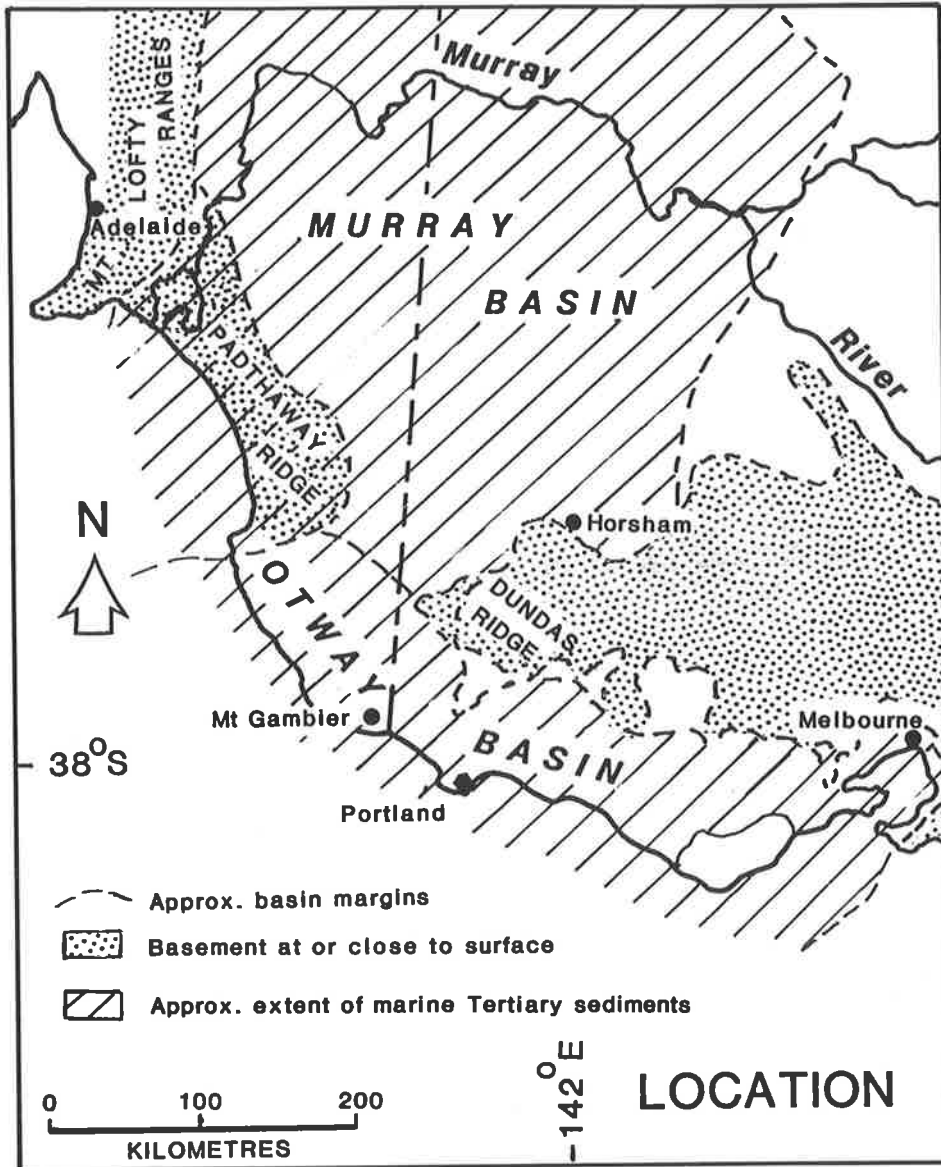 Murray
MT LOFTY RANGES
Adelaide
MURRAY
BASIN
River
PADTHAWAY
RIDGE
N
Horsham
OTWAY
DUNDAS
RIDGE
Mt Gambier
BASIN
Melbourne
38°S
Portland
Approx. basin margins
Basement at or close to surface
Approx. extent of marine Tertiary sediments
142°E
LOCATION
0 100 200
KILOMETRES